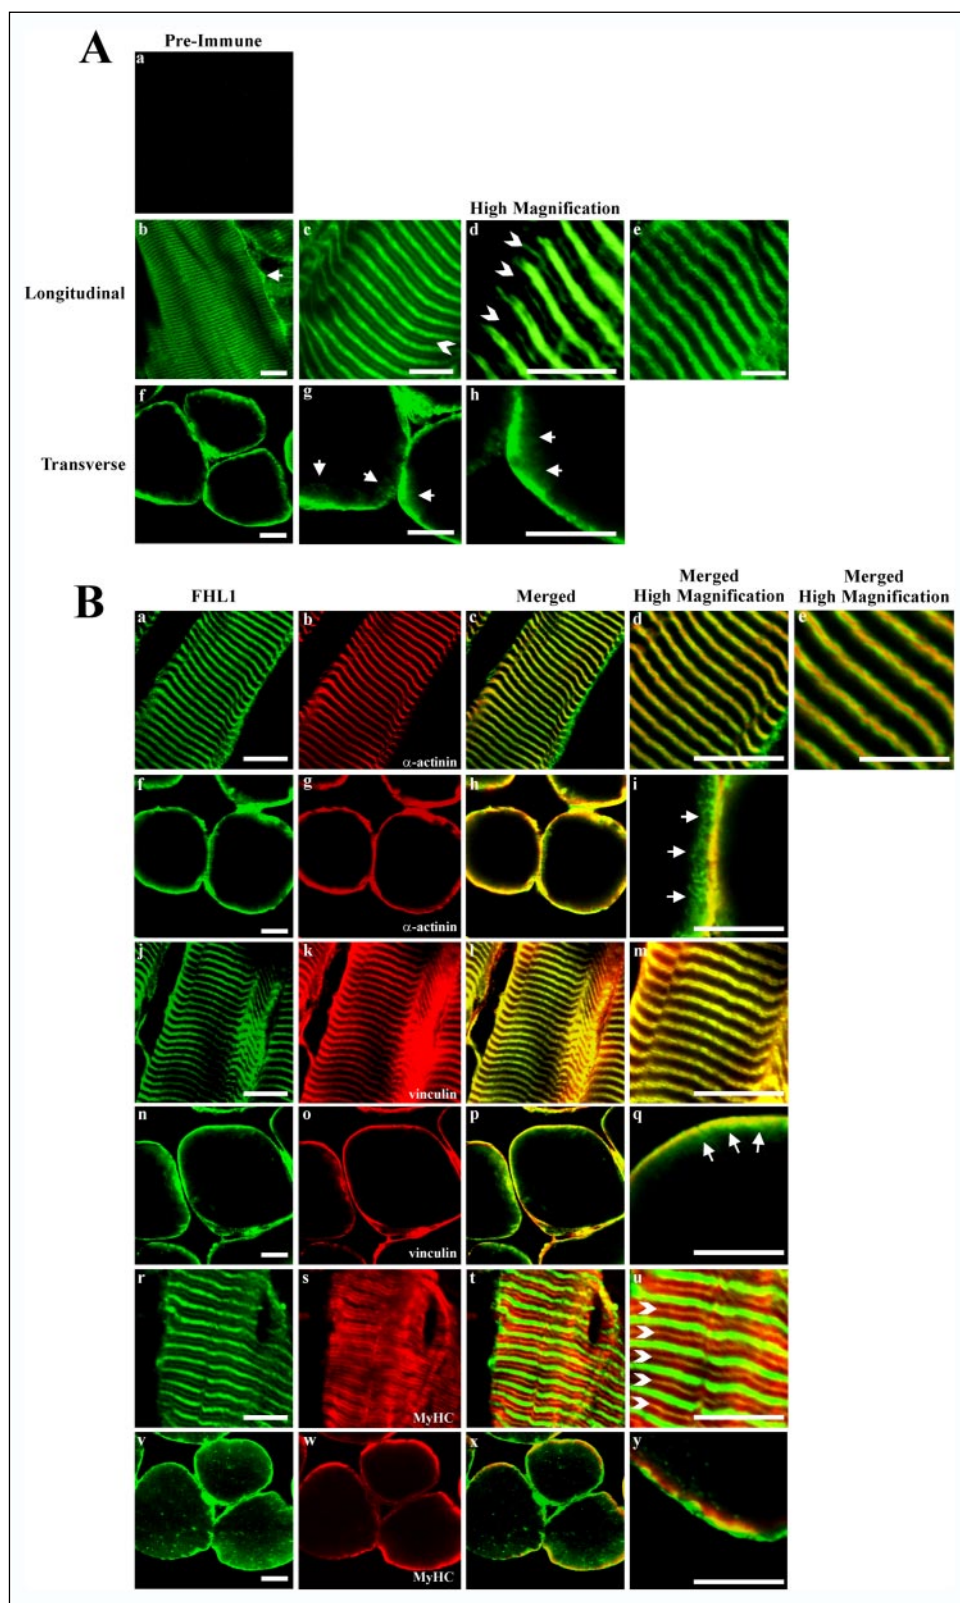 A
Pre-Immune
a
High Magnification
Longitudinal
b
c
d
e
Transverse
f
g
h
B
FHL1
Merged
Merged
High Magnification
Merged
High Magnification
a
b
c
d
e
α-actinin
f
g
h
i
α-actinin
j
k
l
m
vinculin
n
o
p
q
vinculin
r
s
t
u
MyHC
v
w
x
y
MyHC